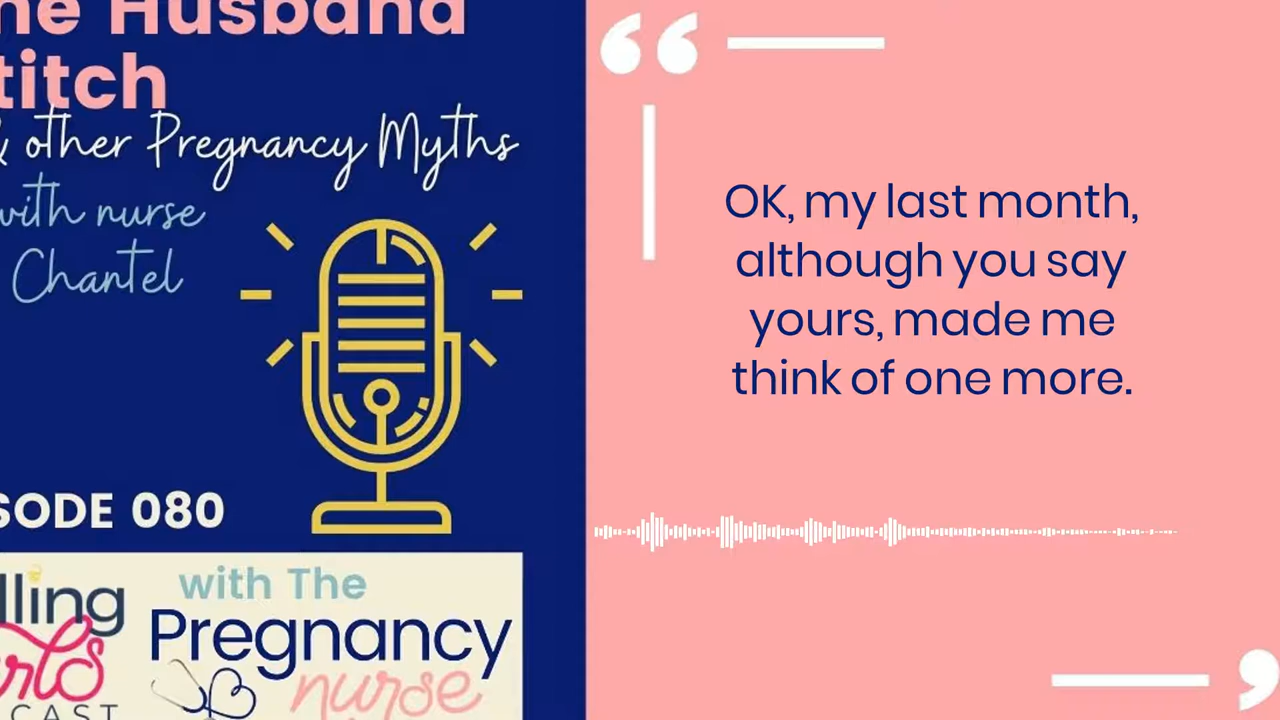 ne Husband
titch
& other Pregnancy Myths
with nurse
Chantel
SODE 080
lling
rls
CAST
with The
Pregnancy
nurse
OK, my last month,
although you say
yours, made me
think of one more.